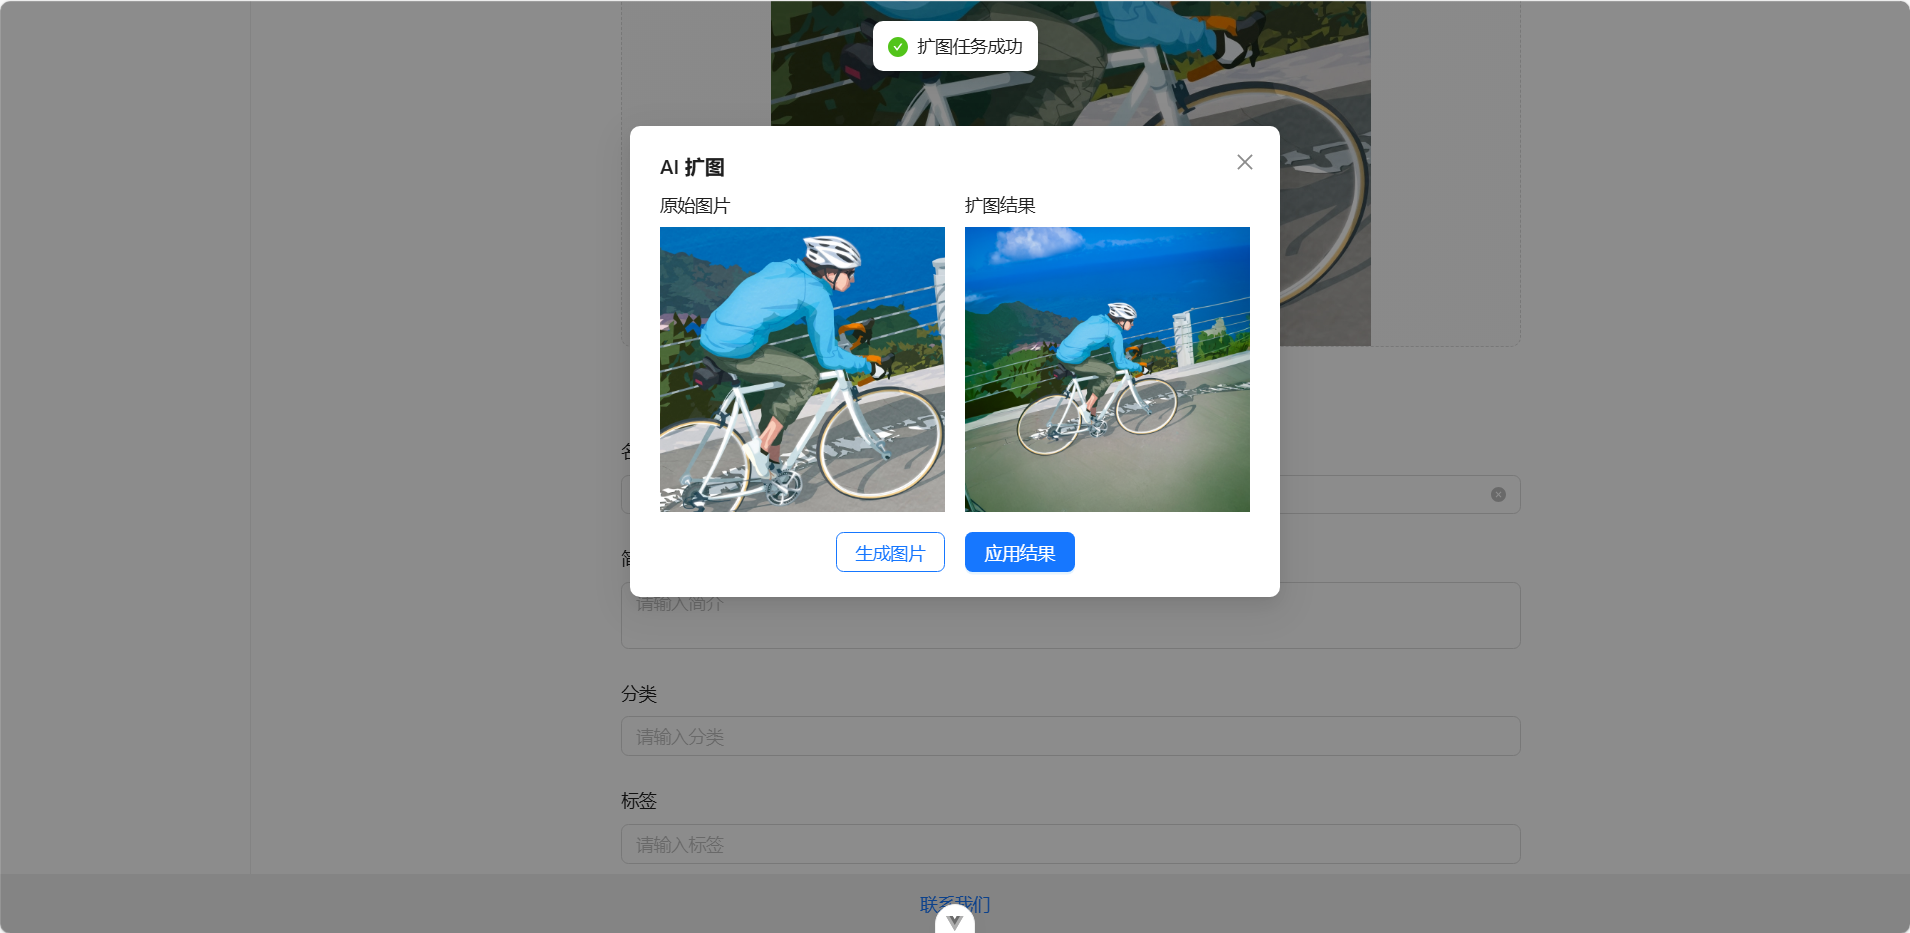 扩图任务成功
AI 扩图
原始图片
扩图结果
生成图片
应用结果
请输入简介
分类
请输入分类
标签
请输入标签
联系我们